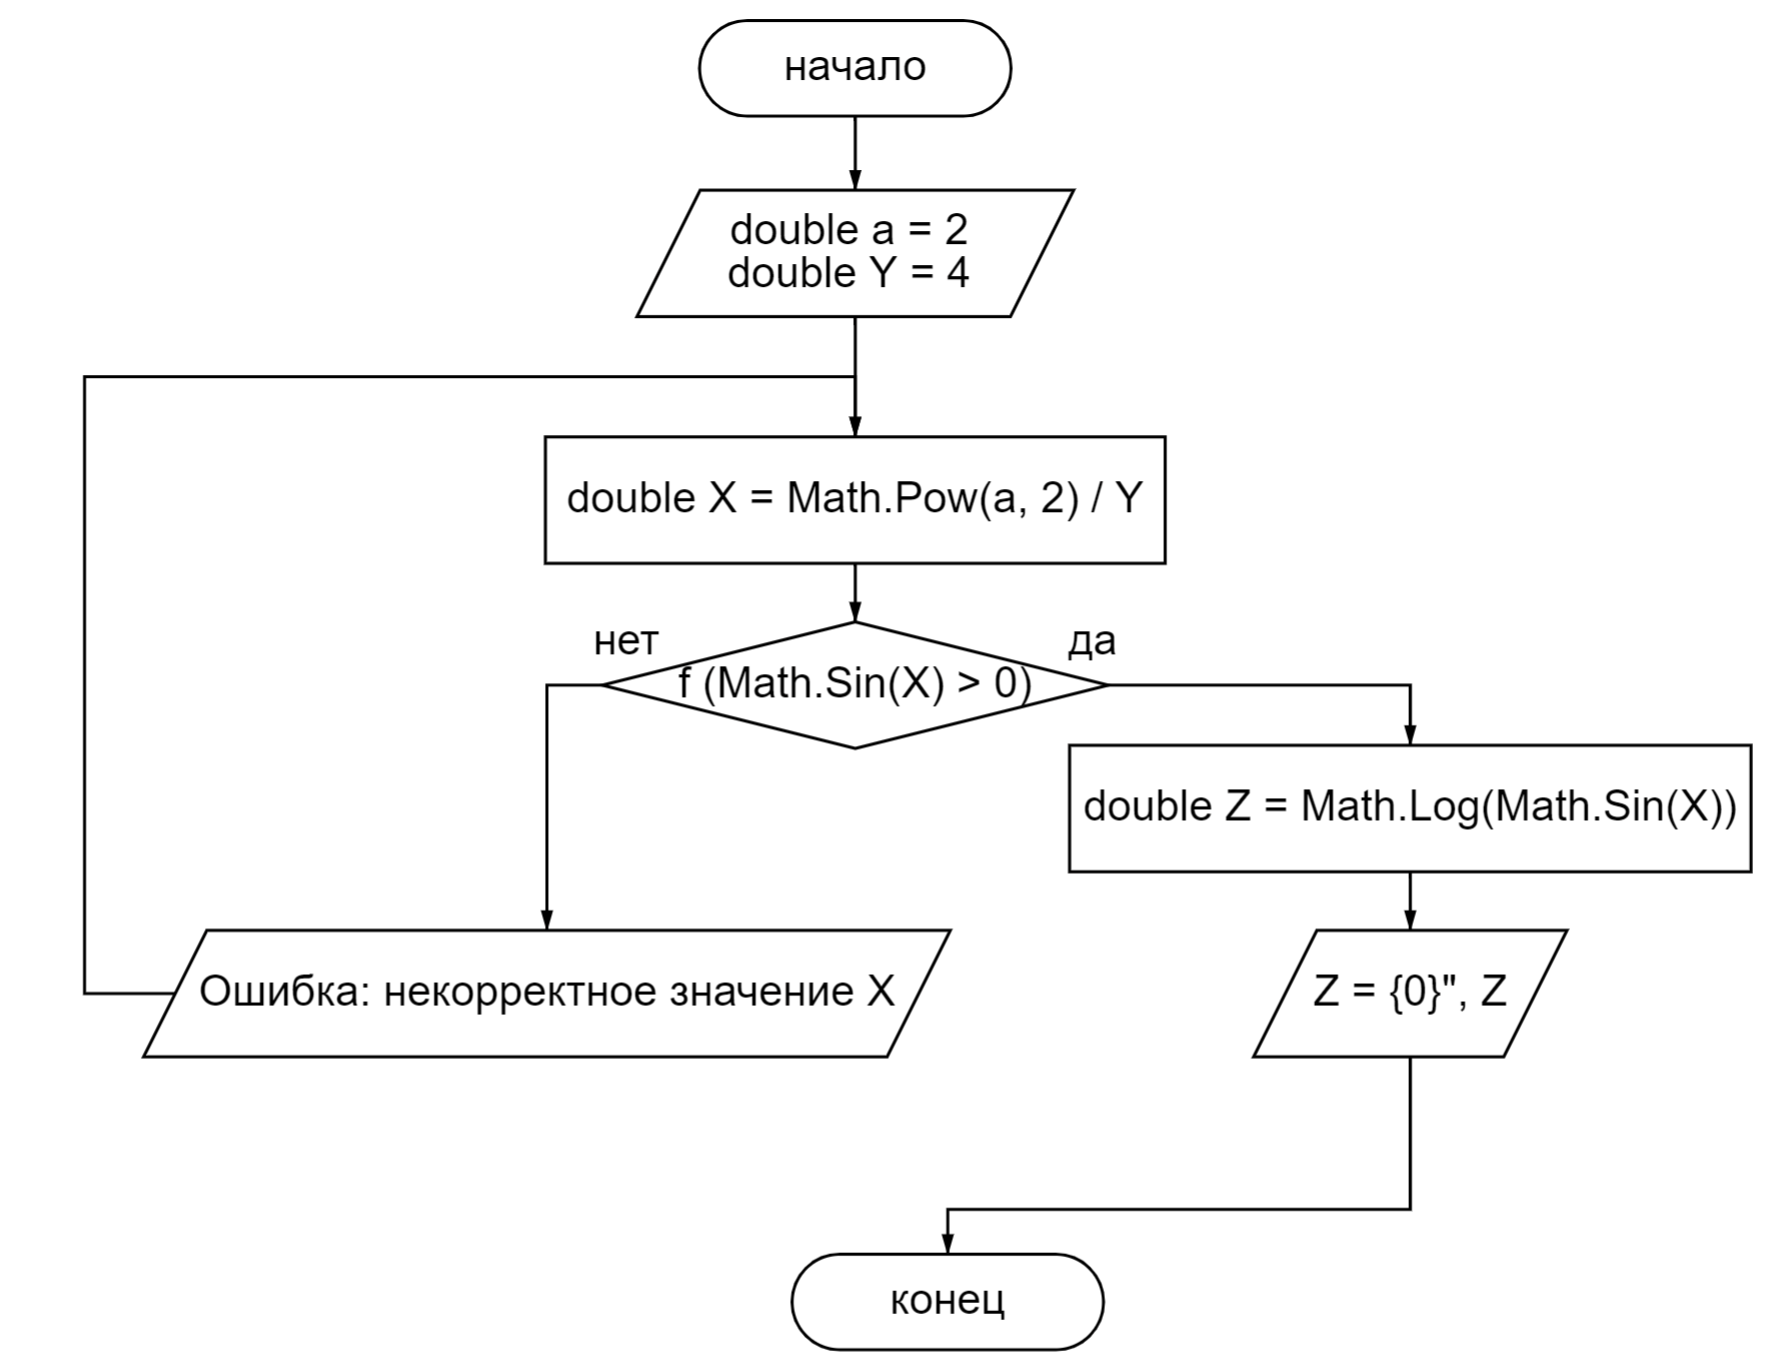 начало
double a = 2
double Y = 4
double X = Math.Pow(a, 2) / Y
нет
да
f (Math.Sin(X) > 0)
double Z = Math.Log(Math.Sin(X))
Ошибка: некорректное значение X
Z = {0}", Z
конец